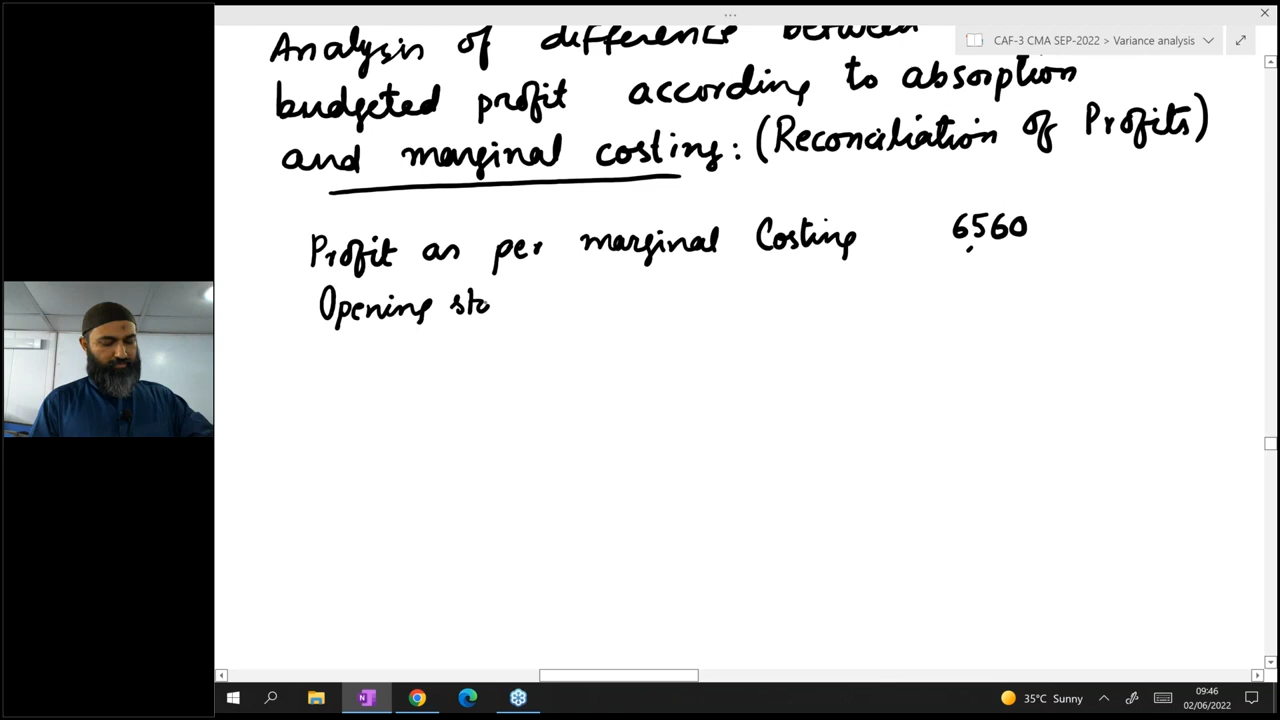 CAF-3 CMA SEP-2022 > Variance analysis
Analysis of difference between
budgeted profit according to absorption
and marginal costing: (Reconciliation of Profits)
Profit as per marginal Costing 6560
Opening sto
35°C Sunny
09:46
02/06/2022